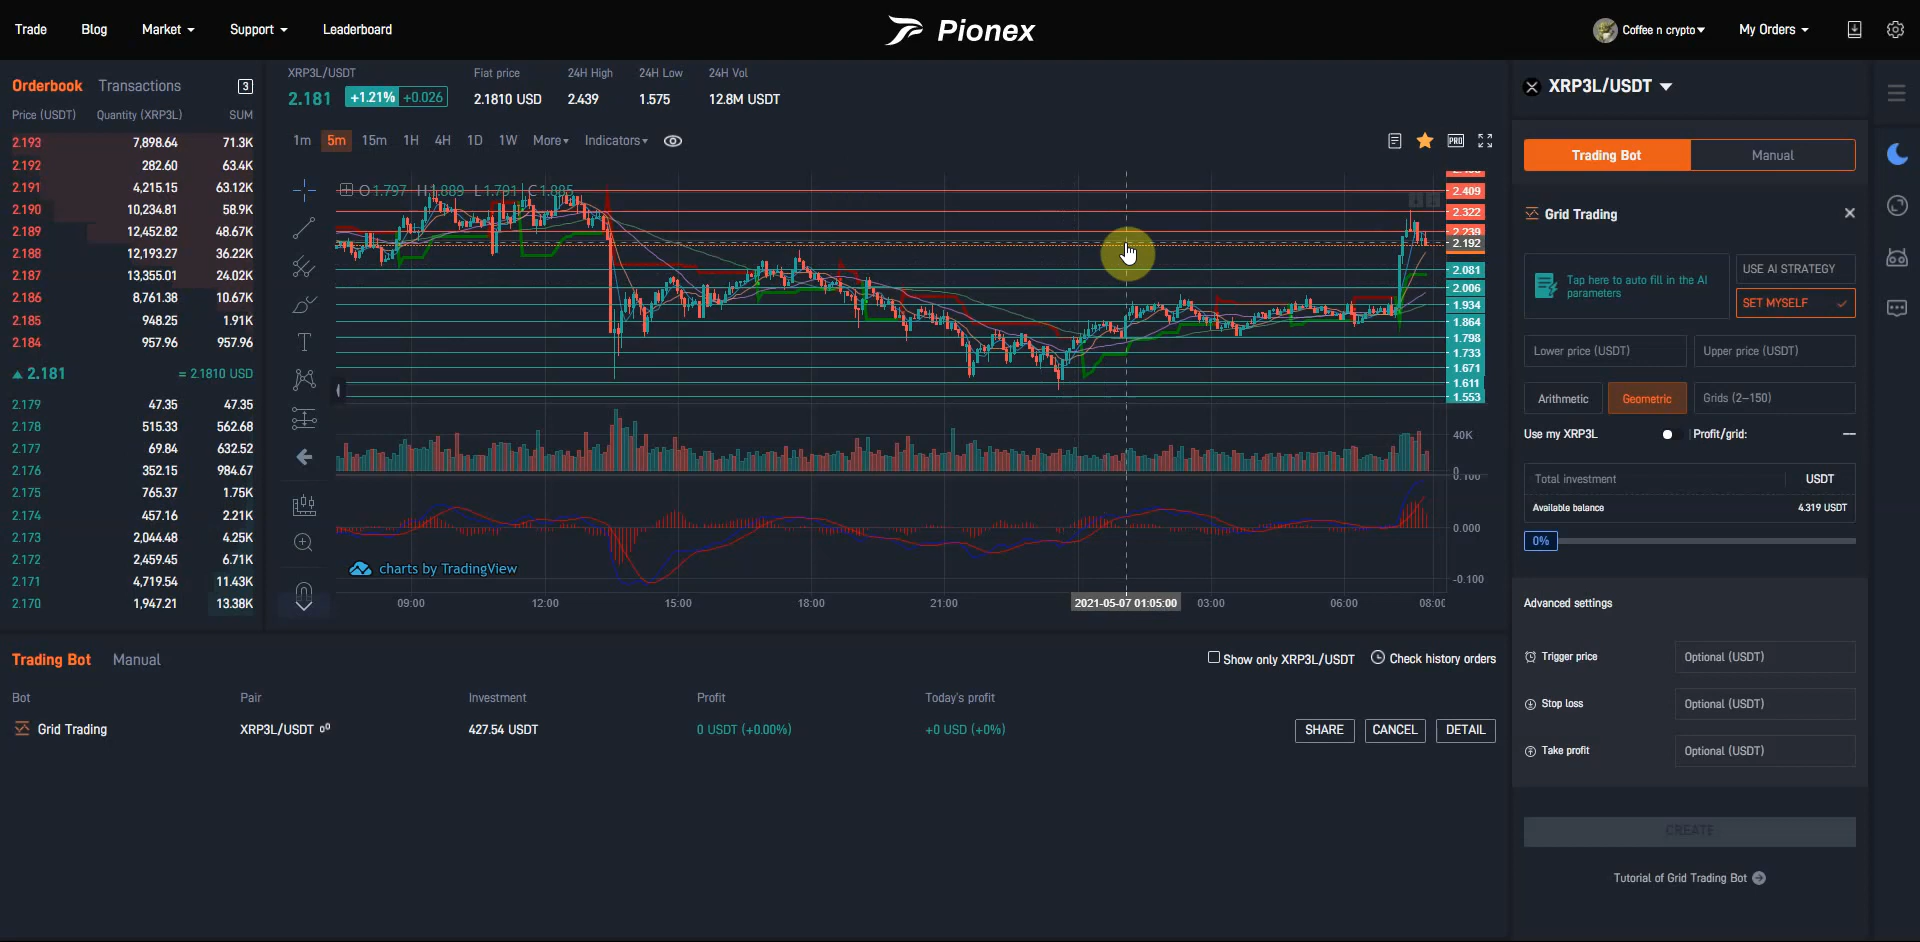 Trade
Blog
Market
Support
Leaderboard
Pionex
Coffee n crypto
My Orders
Orderbook Transactions 3
Price (USDT) Quantity (XRP3L) SUM
2.193 7,898.64 71.3K
2.192 282.60 63.4K
2.191 4,215.15 63.12K
2.190 10,234.81 58.9K
2.189 12,452.82 48.67K
2.188 12,193.27 36.22K
2.187 13,355.01 24.02K
2.186 8,761.38 10.67K
2.185 948.25 1.91K
2.184 957.96 957.96
2.181 = 2.1810 USD
2.179 47.35 47.35
2.178 515.33 562.68
2.177 69.84 632.52
2.176 352.15 984.67
2.175 765.37 1.75K
2.174 457.16 2.21K
2.173 2,044.48 4.25K
2.172 2,459.45 6.71K
2.171 4,719.54 11.43K
2.170 1,947.21 13.38K
XRP3L/USDT Fiat price 24H High 24H Low 24H Vol
2.181 +1.21% +0.026 2.1810 USD 2.439 1.575 12.8M USDT
1m 5m 15m 1H 4H 1D 1W More Indicators PRO
O1.797 H1.889 L1.791 C1.885
2.409
2.322
2.239
2.192
2.081
2.006
1.934
1.864
1.798
1.733
1.671
1.611
1.553
40K
0
0.100
0.000
-0.100
charts by TradingView
09:00 12:00 15:00 18:00 21:00 2021-05-07 01:05:00 03:00 06:00 08:00
Trading Bot Manual
Show only XRP3L/USDT Check history orders
Bot Pair Investment Profit Today's profit
Grid Trading XRP3L/USDT 427.54 USDT 0 USDT (+0.00%) +0 USD (+0%) SHARE CANCEL DETAIL
XRP3L/USDT
Trading Bot Manual
Grid Trading
Tap here to auto fill in the AI parameters
USE AI STRATEGY
SET MYSELF
Lower price (USDT) Upper price (USDT)
Arithmetic Geometric Grids (2–150)
Use my XRP3L Profit/grid: --
Total investment USDT
Available balance 4.319 USDT
0%
Advanced settings
Trigger price Optional (USDT)
Stop loss Optional (USDT)
Take profit Optional (USDT)
CREATE
Tutorial of Grid Trading Bot